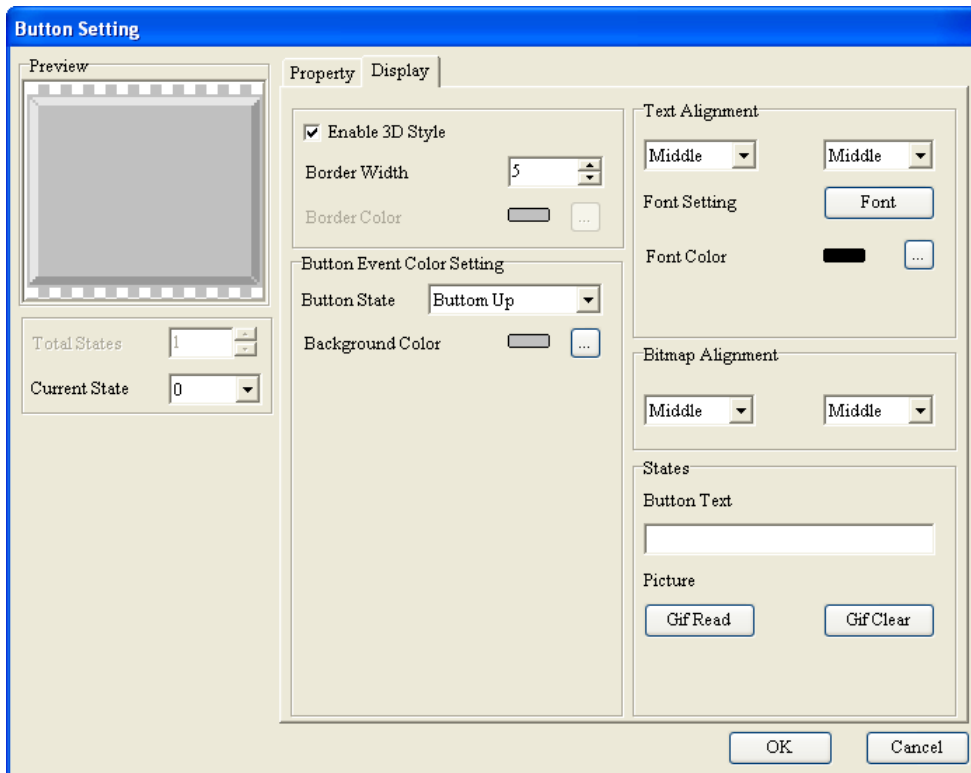 Button Setting
Preview
Total States 1
Current State 0
Property Display
Enable 3D Style
Border Width 5
Border Color ...
Button Event Color Setting
Button State Buttom Up
Background Color ...
Text Alignment
Middle Middle
Font Setting Font
Font Color ...
Bitmap Alignment
Middle Middle
States
Button Text
Picture
Gif Read Gif Clear
OK Cancel